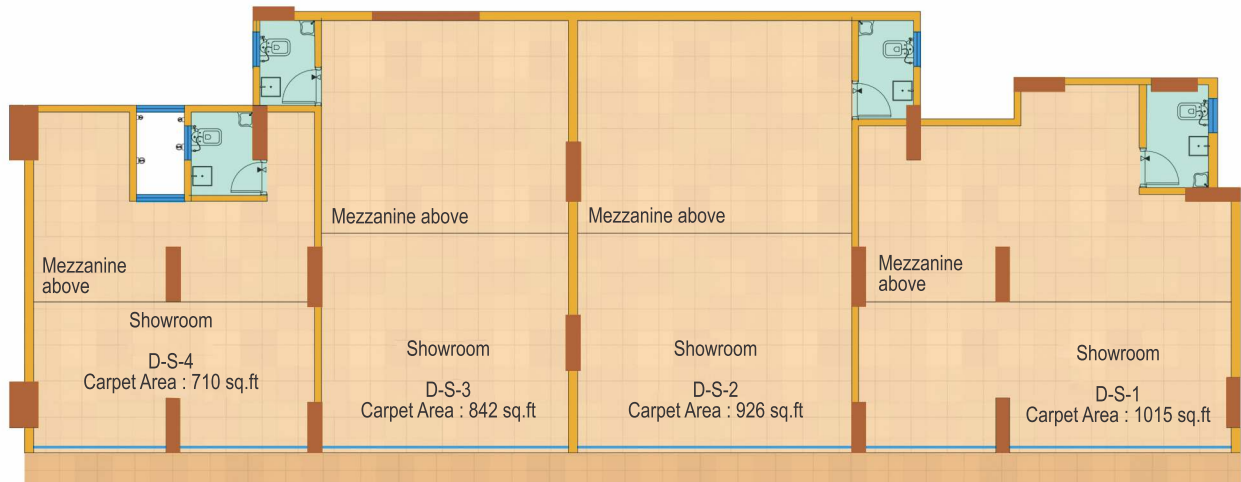 Mezzanine
above
Showroom
D-S-4
Carpet Area : 710 sq.ft
Mezzanine above
Showroom
D-S-3
Carpet Area : 842 sq.ft
Mezzanine above
Showroom
D-S-2
Carpet Area : 926 sq.ft
Mezzanine
above
Showroom
D-S-1
Carpet Area : 1015 sq.ft